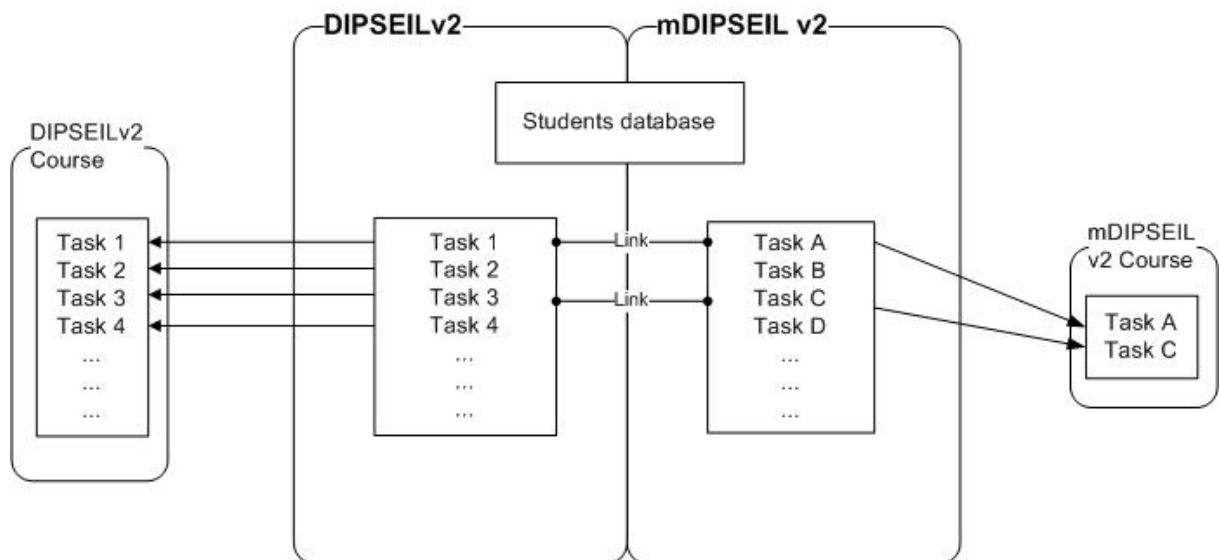 DIPSEILv2
mDIPSEIL v2
Students database
DIPSEILv2
Course
Task 1
Task 2
Task 3
Task 4
...
...
...
Task 1
Task 2
Task 3
Task 4
...
...
...
Link
Link
Task A
Task B
Task C
Task D
...
...
...
mDIPSEIL
v2 Course
Task A
Task C